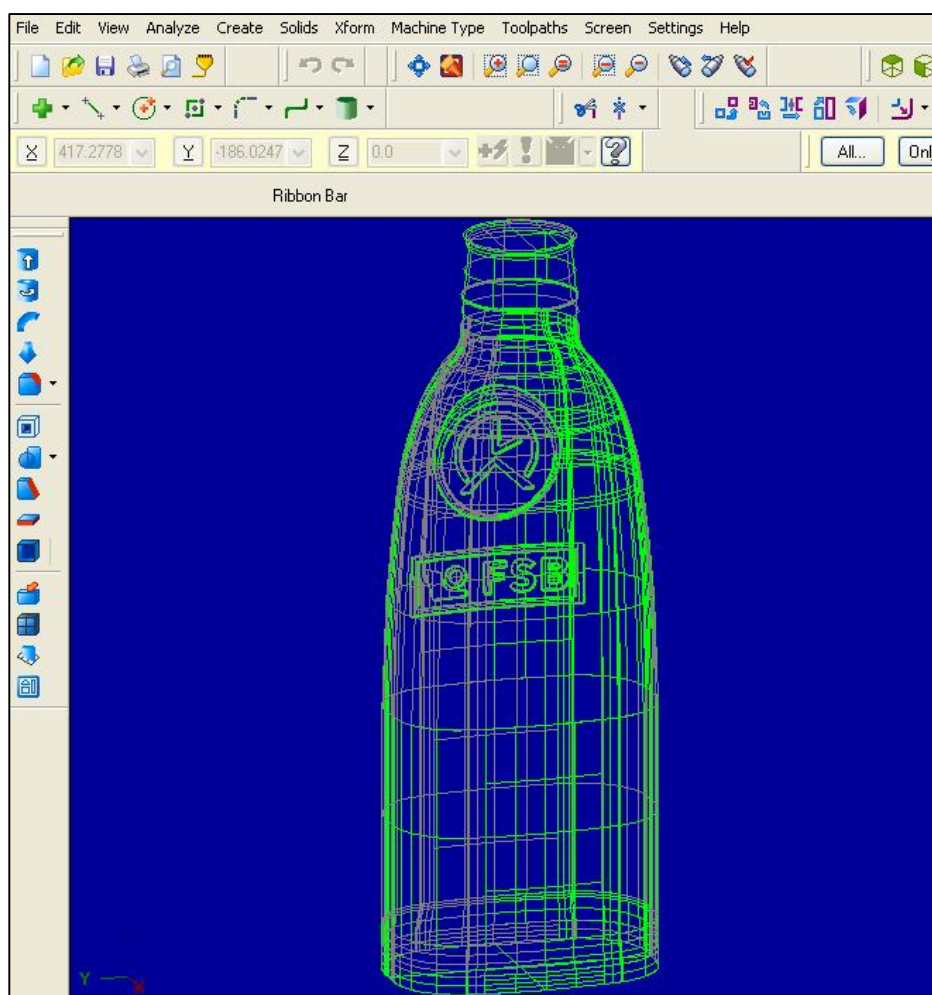 File Edit View Analyze Create Solids Xform Machine Type Toolpaths Screen Settings Help
X 417.2778 Y -186.0247 Z 0.0 All...
Ribbon Bar
FSB
Y